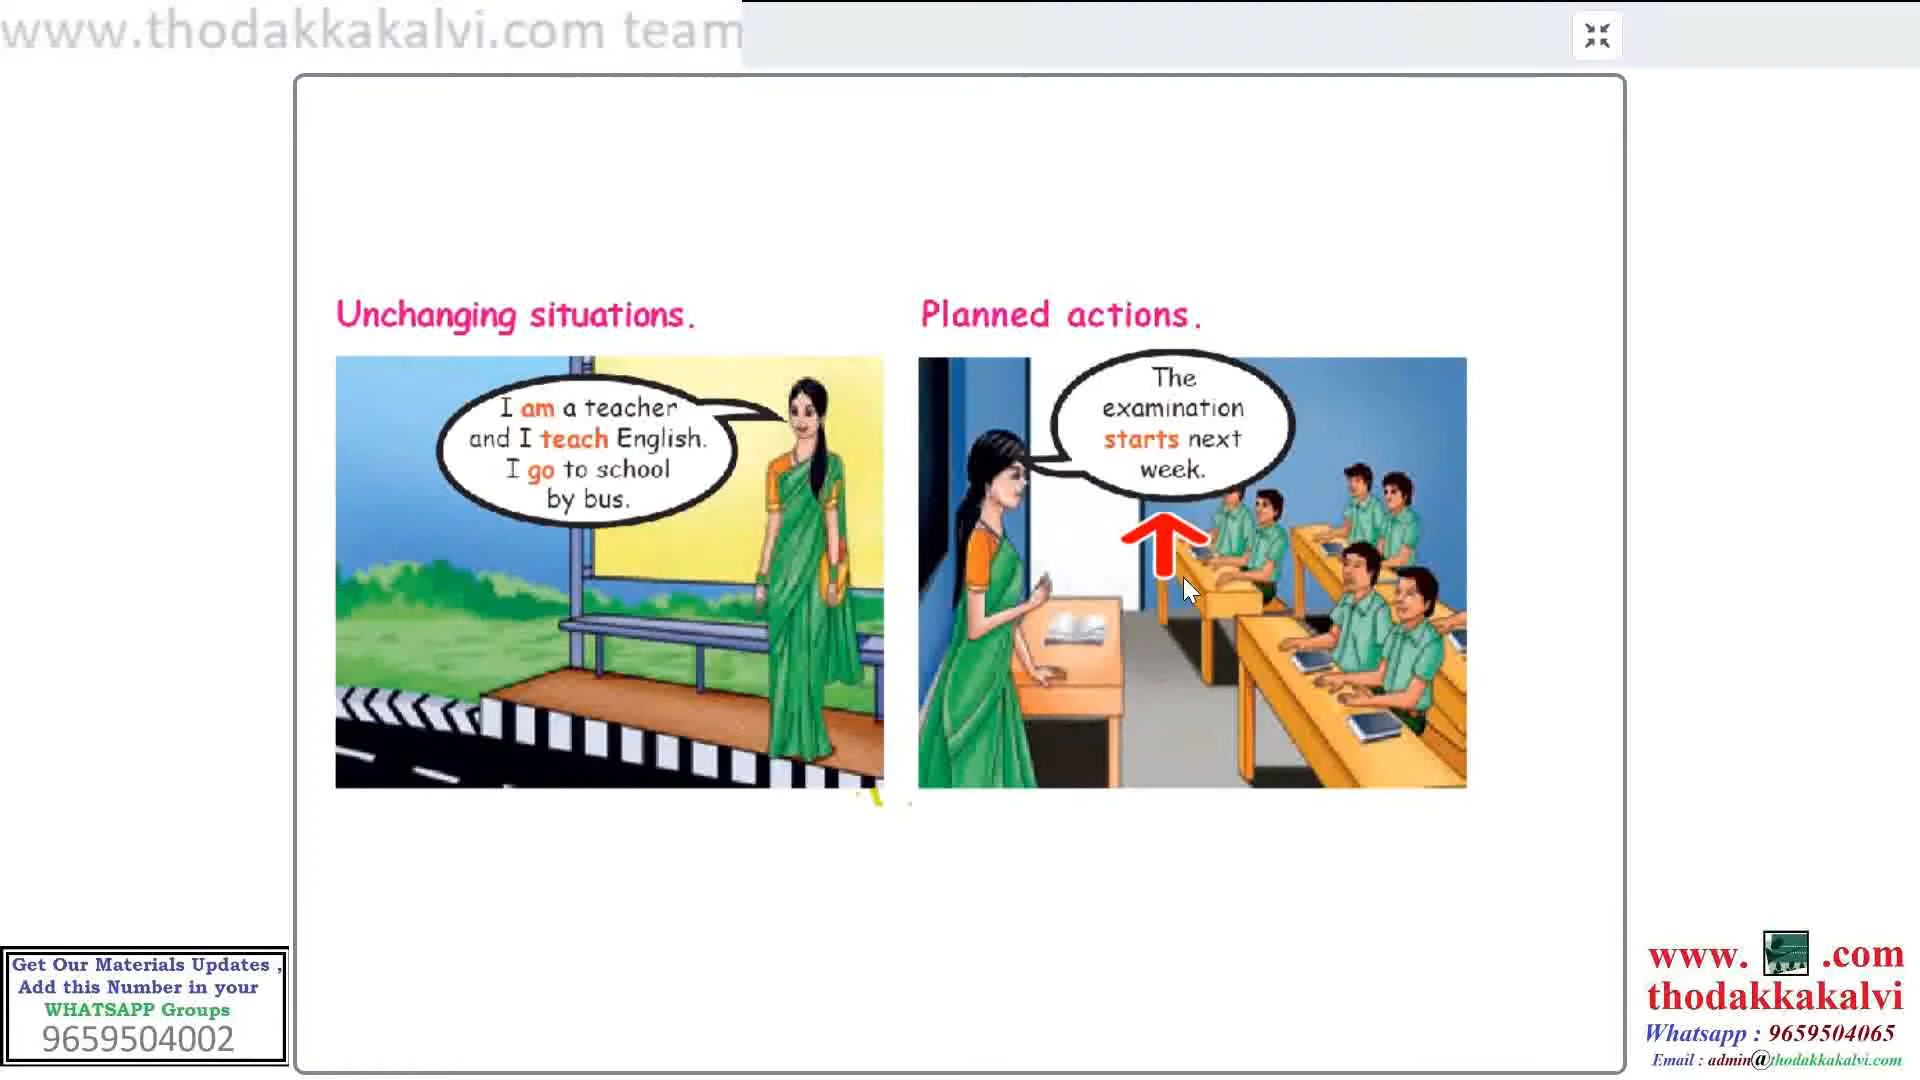 www.thodakkakalvi.com team
Unchanging situations.
I am a teacher
and I teach English.
I go to school
by bus.
Planned actions.
The
examination
starts next
week.
Get Our Materials Updates ,
Add this Number in your
WHATSAPP Groups
9659504002
www. .com
thodakkakalvi
Whatsapp : 9659504065
Email : admin@thodakkakalvi.com